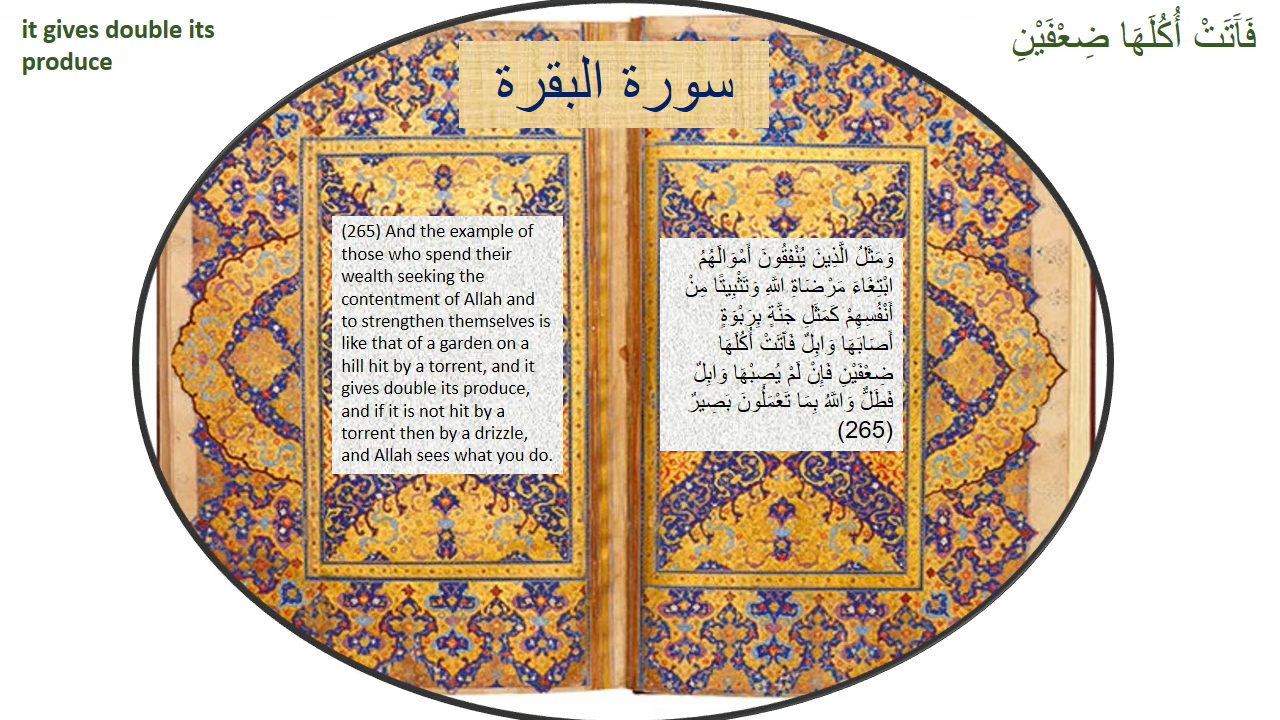 it gives double its
produce
فَآَتَتْ أُكُلَهَا ضِعْفَيْنِ
سورة البقرة
(265) And the example of
those who spend their
wealth seeking the
contentment of Allah and
to strengthen themselves is
like that of a garden on a
hill hit by a torrent, and it
gives double its produce,
and if it is not hit by a
torrent then by a drizzle,
and Allah sees what you do.
وَمَثَلُ الَّذِينَ يُنْفِقُونَ أَمْوَالَهُمُ
ابْتِغَاءَ مَرْضَاةِ اللَّهِ وَتَثْبِيتًا مِنْ
أَنْفُسِهِمْ كَمَثَلِ جَنَّةٍ بِرَبْوَةٍ
أَصَابَهَا وَابِلٌ فَآَتَتْ أُكُلَهَا
ضِعْفَيْنِ فَإِنْ لَمْ يُصِبْهَا وَابِلٌ
فَطَلٌّ وَاللَّهُ بِمَا تَعْمَلُونَ بَصِيرٌ
(265)